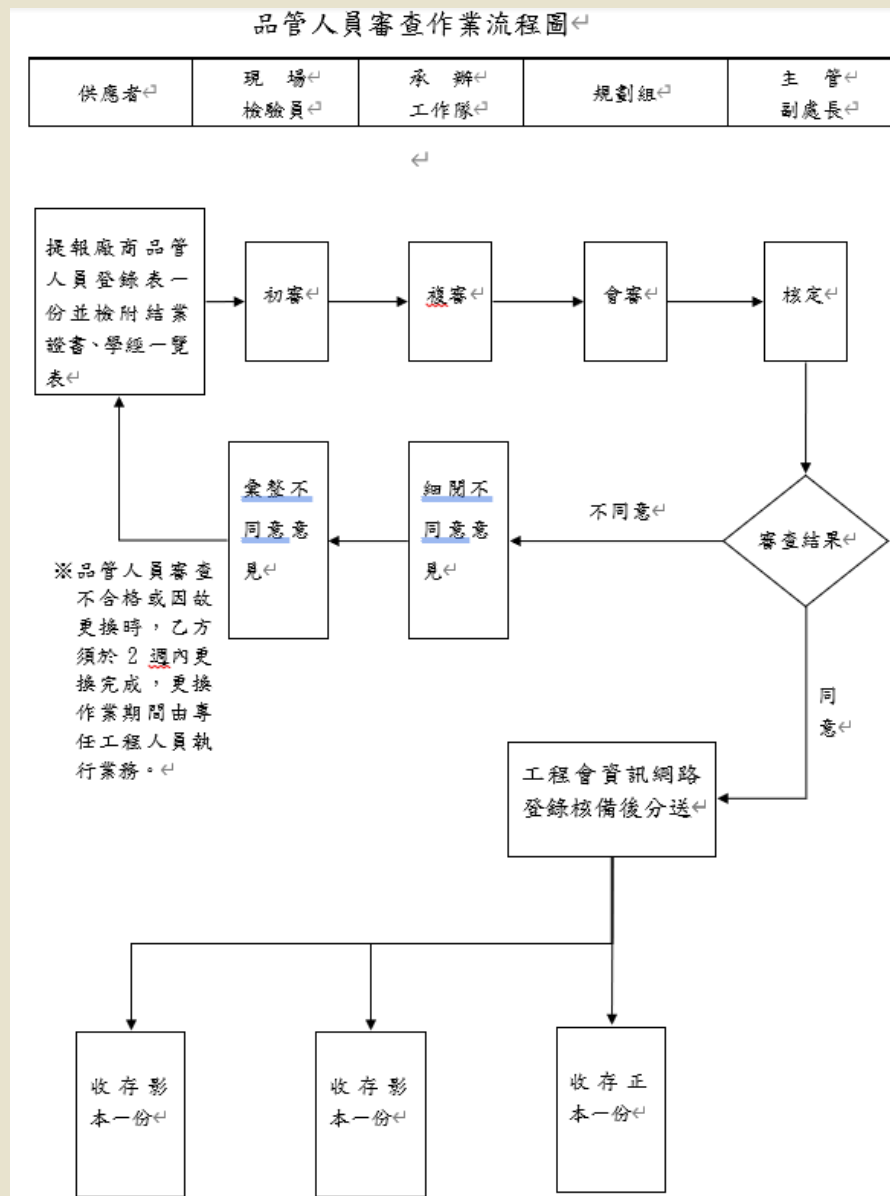 品管人員審查作業流程圖
供應者
現 場
檢驗員
承 辦
工作隊
規劃組
主 管
副處長
提報廠商品管
人員登錄表一
份並檢附結業
證書、學經一覽
表
初審
複審
會審
核定
彙整不
同意意
見
細閱不
同意意
見
不同意
審查結果
※品管人員審查
不合格或因故
更換時，乙方
須於 2 週內更
換完成，更換
作業期間由專
任工程人員執
行業務。
同
意
工程會資訊網路
登錄核備後分送
收存影
本一份
收存影
本一份
收存正
本一份